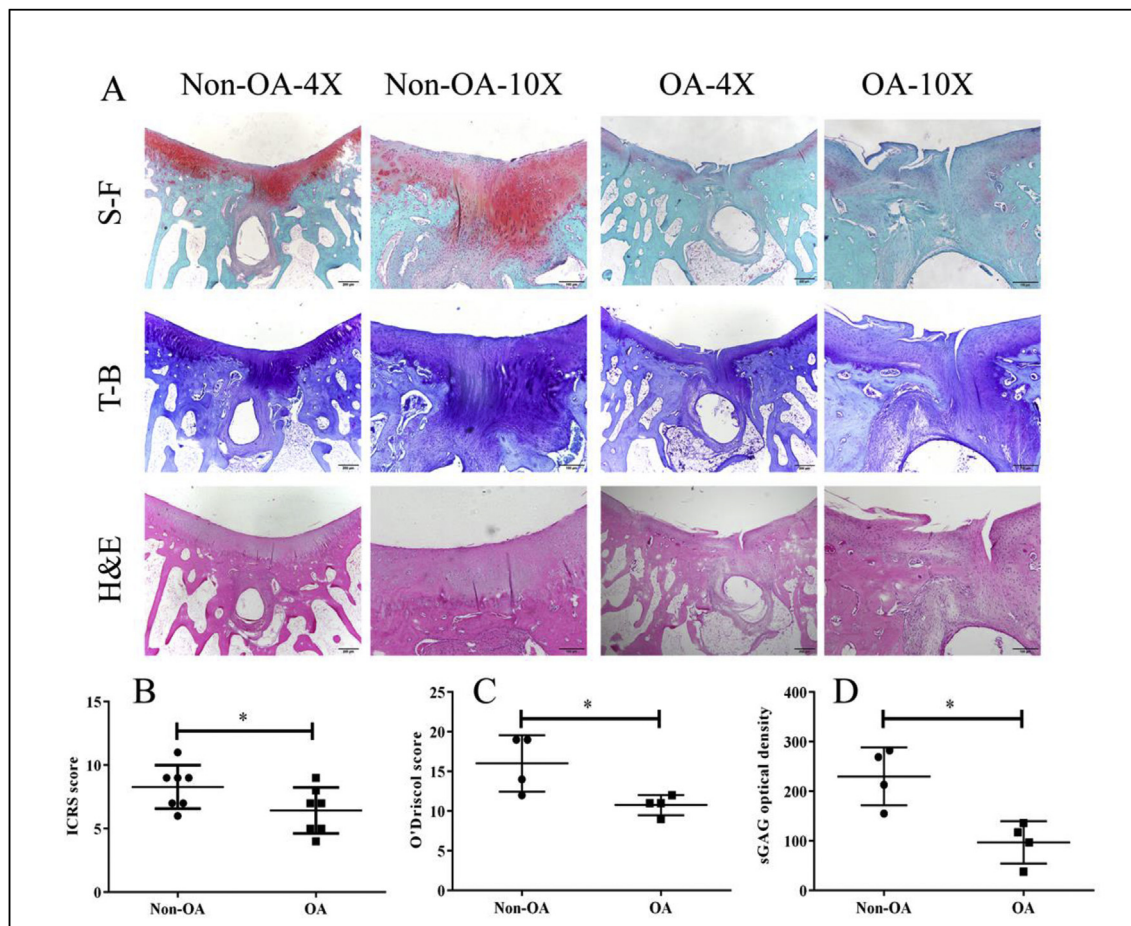 A
Non-OA-4X
Non-OA-10X
OA-4X
OA-10X
S-F
T-B
H&E
B
ICRS score
15
10
5
0
*
Non-OA
OA
C
O'Driscol score
25
20
15
10
5
0
*
Non-OA
OA
D
sGAG optical density
400
300
200
100
0
*
Non-OA
OA